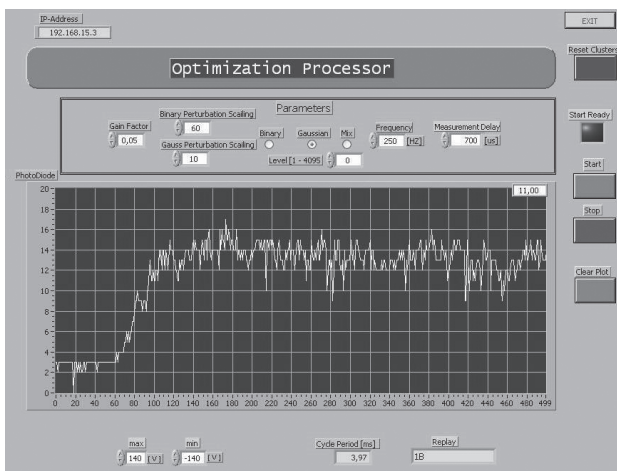 IP-Address
192.168.15.3
EXIT
Optimization Processor
Reset Clusters
Parameters
Gain Factor
0,05
Binary Perturbation Scailing
60
Gauss Perturbation Scailing
10
Binary Gaussian Mix
Level [1 - 4095] 0
Frequency
250 [HZ]
Measurement Delay
700 [us]
Start Ready
Start
Stop
Clear Plot
PhotoDiode
11,00
20
18
16
14
12
10
8
6
4
2
0
0 20 40 60 80 100 120 140 160 180 200 220 240 260 280 300 320 340 360 380 400 420 440 460 480 499
max
140 [V]
min
-140 [V]
Cycle Period [ms]
3,97
Replay
1B